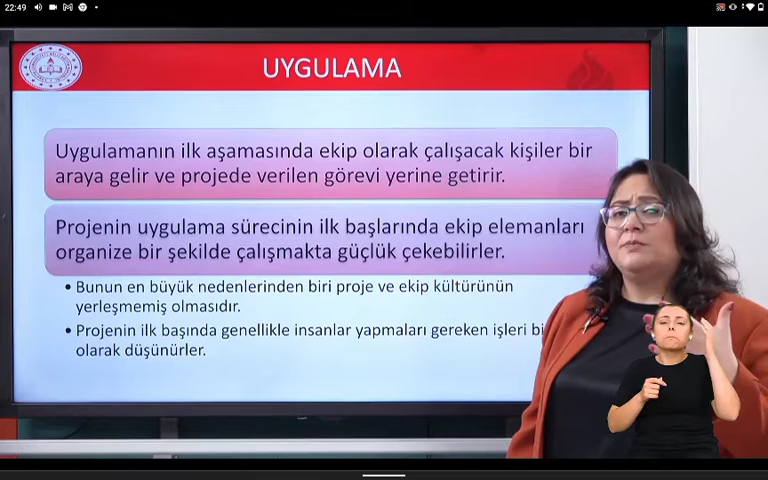 22:49
UYGULAMA
Uygulamanın ilk aşamasında ekip olarak çalışacak kişiler bir
araya gelir ve projede verilen görevi yerine getirir.
Projenin uygulama sürecinin ilk başlarında ekip elemanları
organize bir şekilde çalışmakta güçlük çekebilirler.
• Bunun en büyük nedenlerinden biri proje ve ekip kültürünün
yerleşmemiş olmasıdır.
• Projenin ilk başında genellikle insanlar yapmaları gereken işleri
olarak düşünürler.